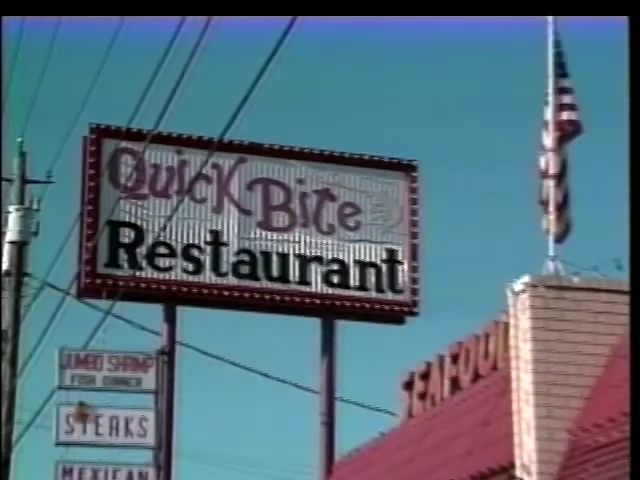 Quick Bite
Restaurant
JUMBO SHRIMP
FISH DINNER
STEAKS
MEXICAN
SEAFOOD